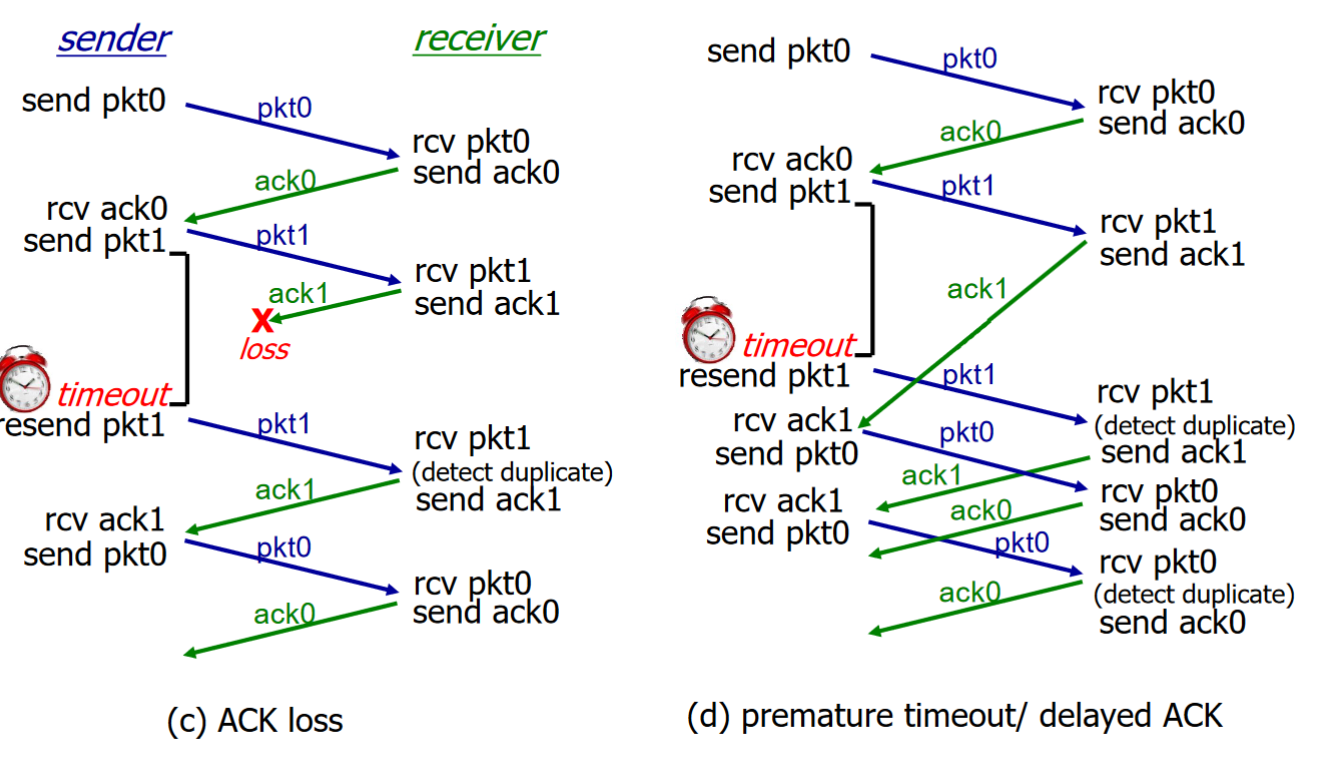 sender
receiver
send pkt0
pkt0
rcv pkt0
send ack0
ack0
rcv ack0
send pkt1
pkt1
rcv pkt1
send ack1
ack1
X
loss
timeout
resend pkt1
pkt1
rcv pkt1
(detect duplicate)
send ack1
ack1
rcv ack1
send pkt0
pkt0
rcv pkt0
send ack0
ack0
(c) ACK loss
send pkt0
pkt0
rcv pkt0
send ack0
ack0
rcv ack0
send pkt1
pkt1
rcv pkt1
send ack1
ack1
timeout
resend pkt1
pkt1
rcv pkt1
(detect duplicate)
send ack1
rcv ack1
send pkt0
pkt0
ack1
rcv pkt0
send ack0
rcv ack1
send pkt0
ack0
pkt0
rcv pkt0
(detect duplicate)
send ack0
ack0
(d) premature timeout/ delayed ACK